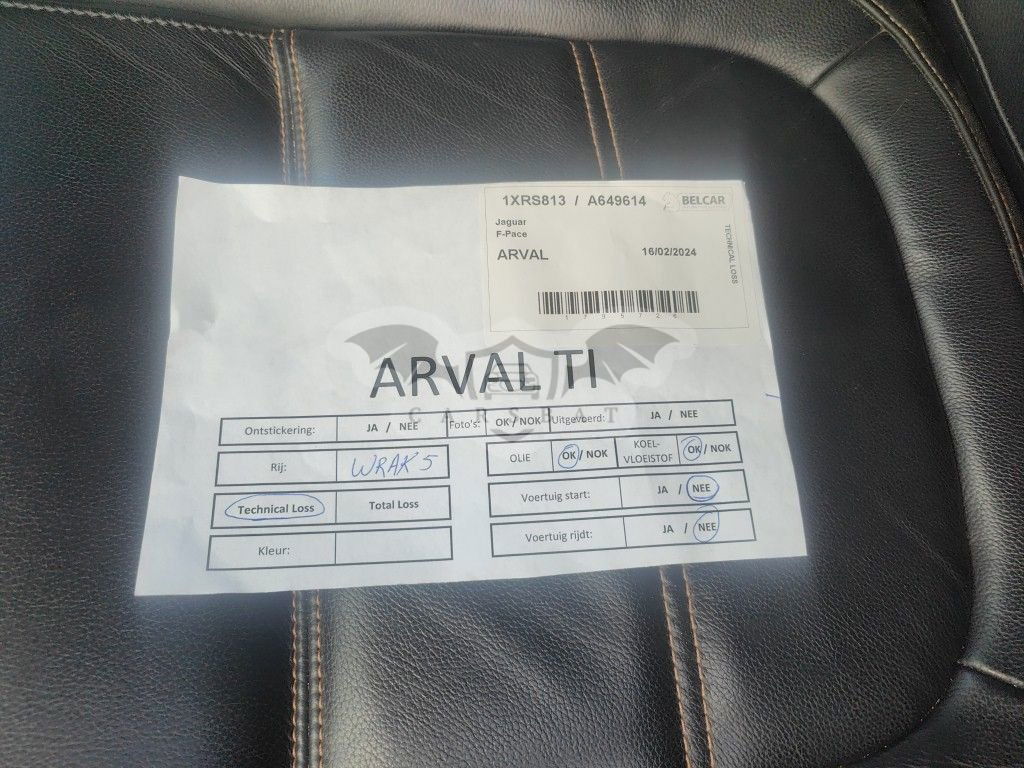 1XRS813 / A649614
BELCAR
Jaguar
F-Pace
TECHNICAL LOSS
ARVAL
16/02/2024
ARVAL TI
CARSEAT
Ontstickering: JA / NEE Foto's: OK / NOK Uitgevoerd: JA / NEE
Rij: WRAK 5
OLIE OK / NOK KOEL-VLOEISTOF OK / NOK
Technical Loss Total Loss
Voertuig start: JA / NEE
Kleur:
Voertuig rijdt: JA / NEE